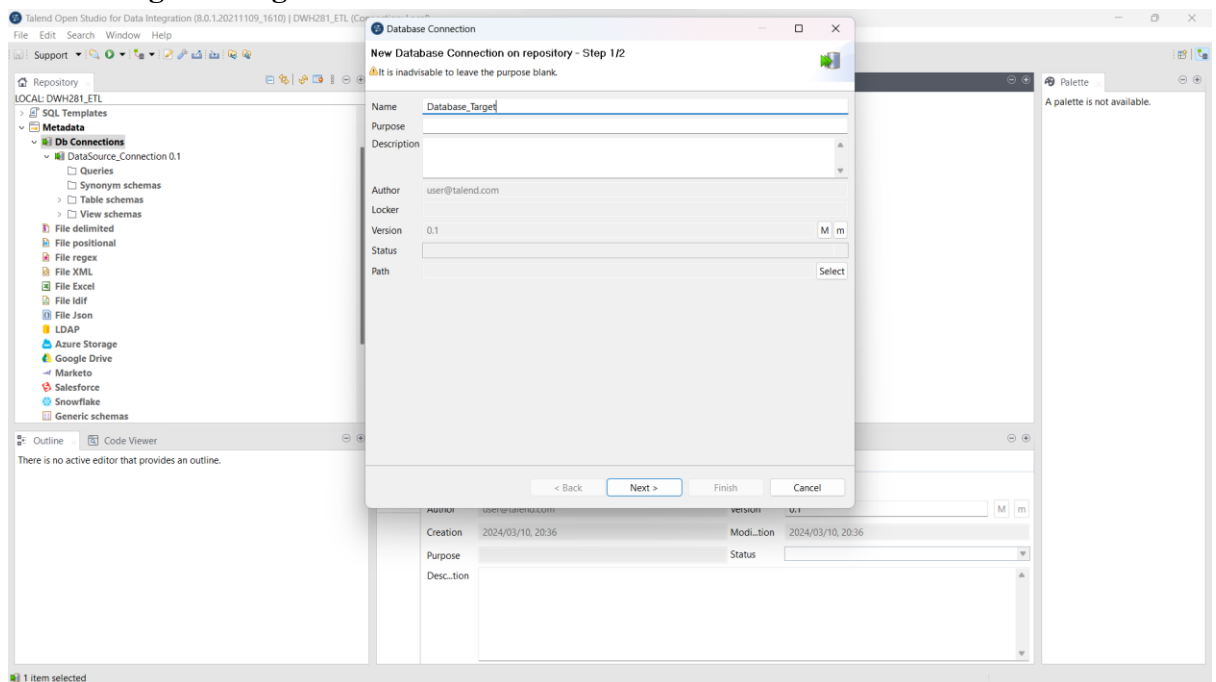 Talend Open Studio for Data Integration (8.0.1.20211109_1610) | DWH281_ETL
File Edit Search Window Help
Support
Repository
LOCAL: DWH281_ETL
SQL Templates
Metadata
Db Connections
DataSource_Connection 0.1
Queries
Synonym schemas
Table schemas
View schemas
File delimited
File positional
File regex
File XML
File Excel
File ldif
File Json
LDAP
Azure Storage
Google Drive
Marketo
Salesforce
Snowflake
Generic schemas
Outline
Code Viewer
There is no active editor that provides an outline.
Database Connection
New Database Connection on repository - Step 1/2
It is inadvisable to leave the purpose blank.
Name Database_Target
Purpose
Description
Author user@talend.com
Locker
Version 0.1 M m
Status
Path Select
< Back Next > Finish Cancel
Palette
A palette is not available.
Author user@talend.com Version 0.1 M m
Creation 2024/03/10, 20:36 Modi...tion 2024/03/10, 20:36
Purpose Status
Desc...tion
1 item selected